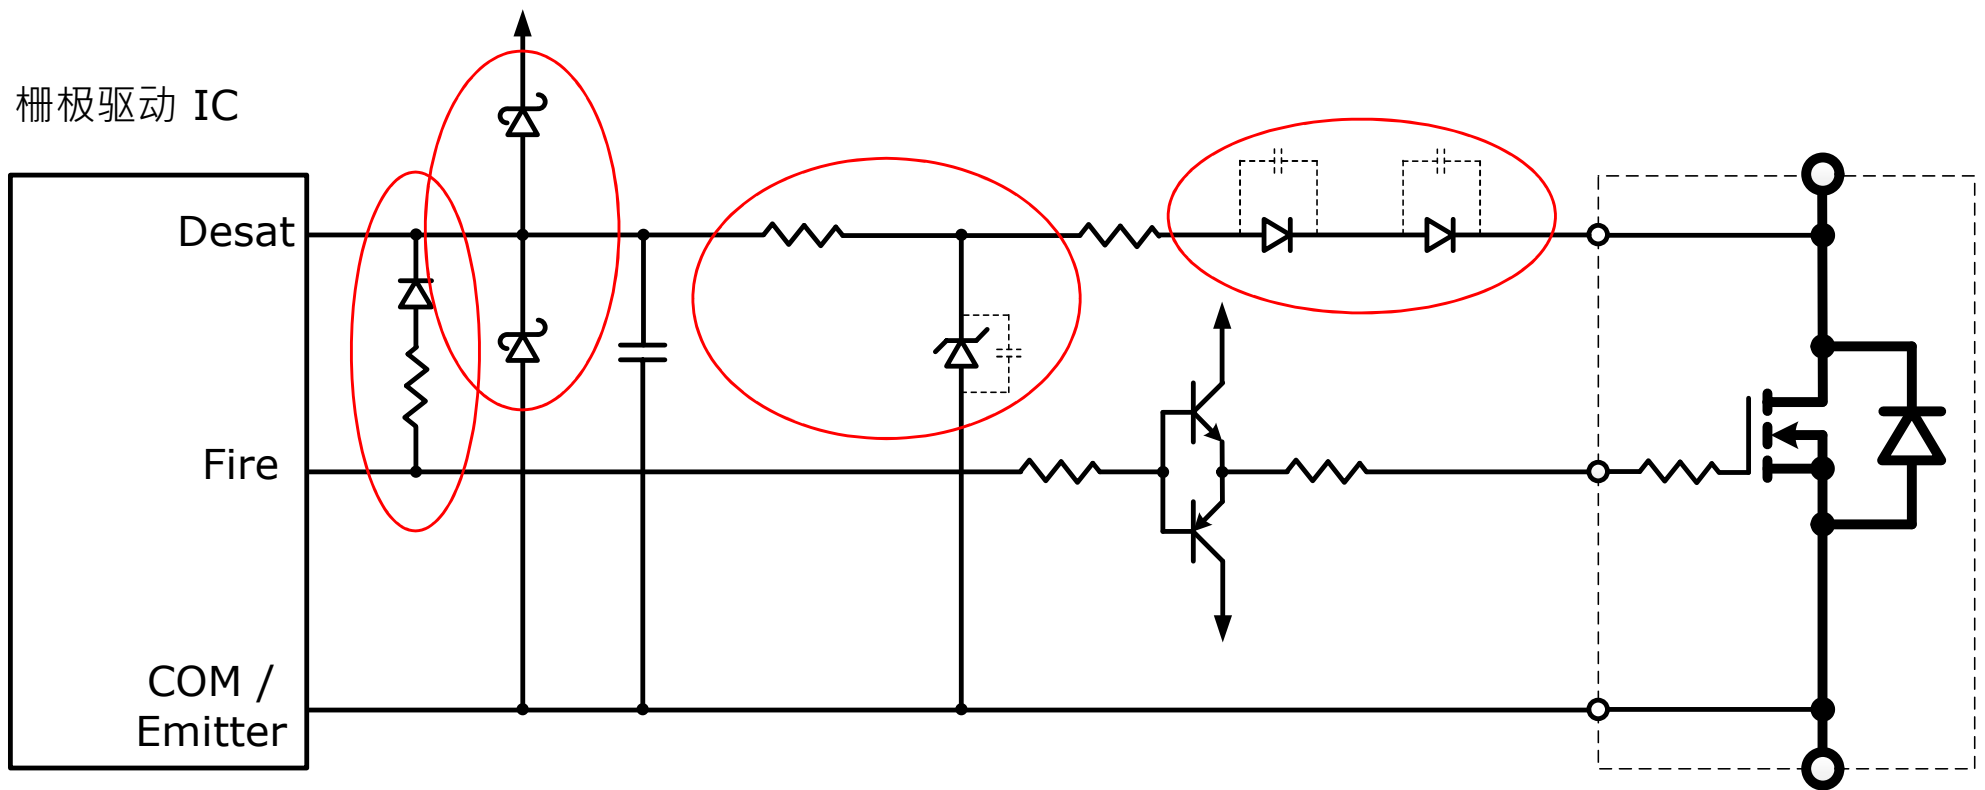 栅极驱动 IC
Desat
Fire
COM /
Emitter